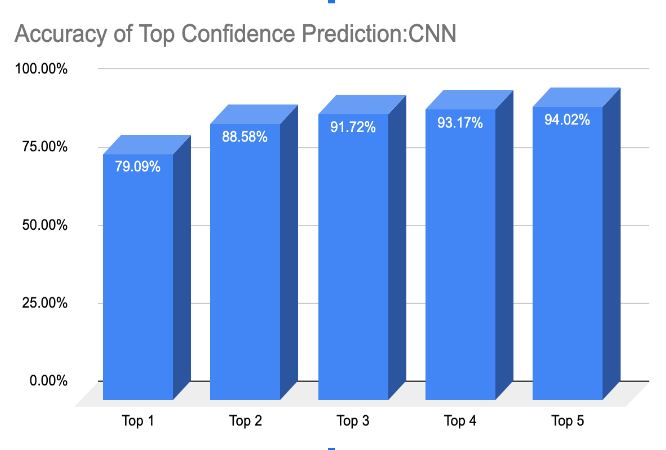 Accuracy of Top Confidence Prediction:CNN
100.00%
75.00%
50.00%
25.00%
0.00%
79.09%
88.58%
91.72%
93.17%
94.02%
Top 1
Top 2
Top 3
Top 4
Top 5